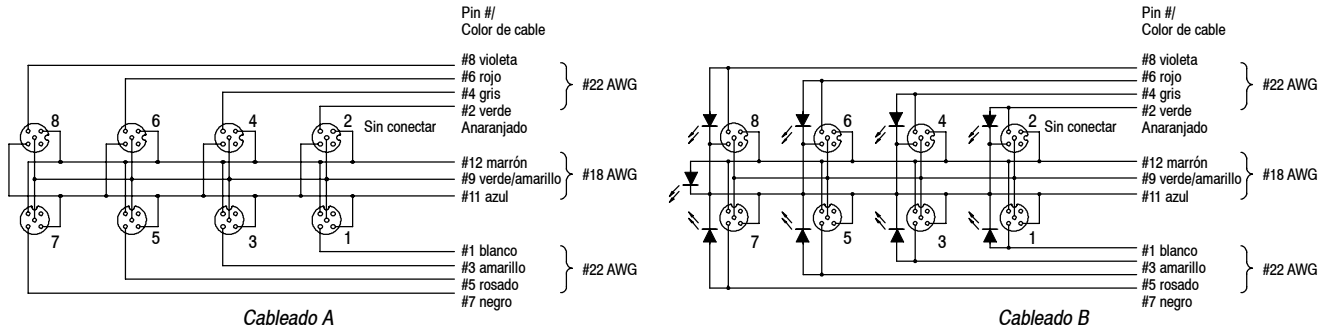 Pin #/
Color de cable
#8 violeta
#6 rojo
#4 gris
#2 verde
#22 AWG
8
6
4
2
Sin conectar
Anaranjado
#12 marrón
#9 verde/amarillo
#11 azul
#18 AWG
7
5
3
1
#1 blanco
#3 amarillo
#5 rosado
#7 negro
#22 AWG
Cableado A
Pin #/
Color de cable
#8 violeta
#6 rojo
#4 gris
#2 verde
#22 AWG
8
6
4
2
Sin conectar
Anaranjado
#12 marrón
#9 verde/amarillo
#11 azul
#18 AWG
7
5
3
1
#1 blanco
#3 amarillo
#5 rosado
#7 negro
#22 AWG
Cableado B